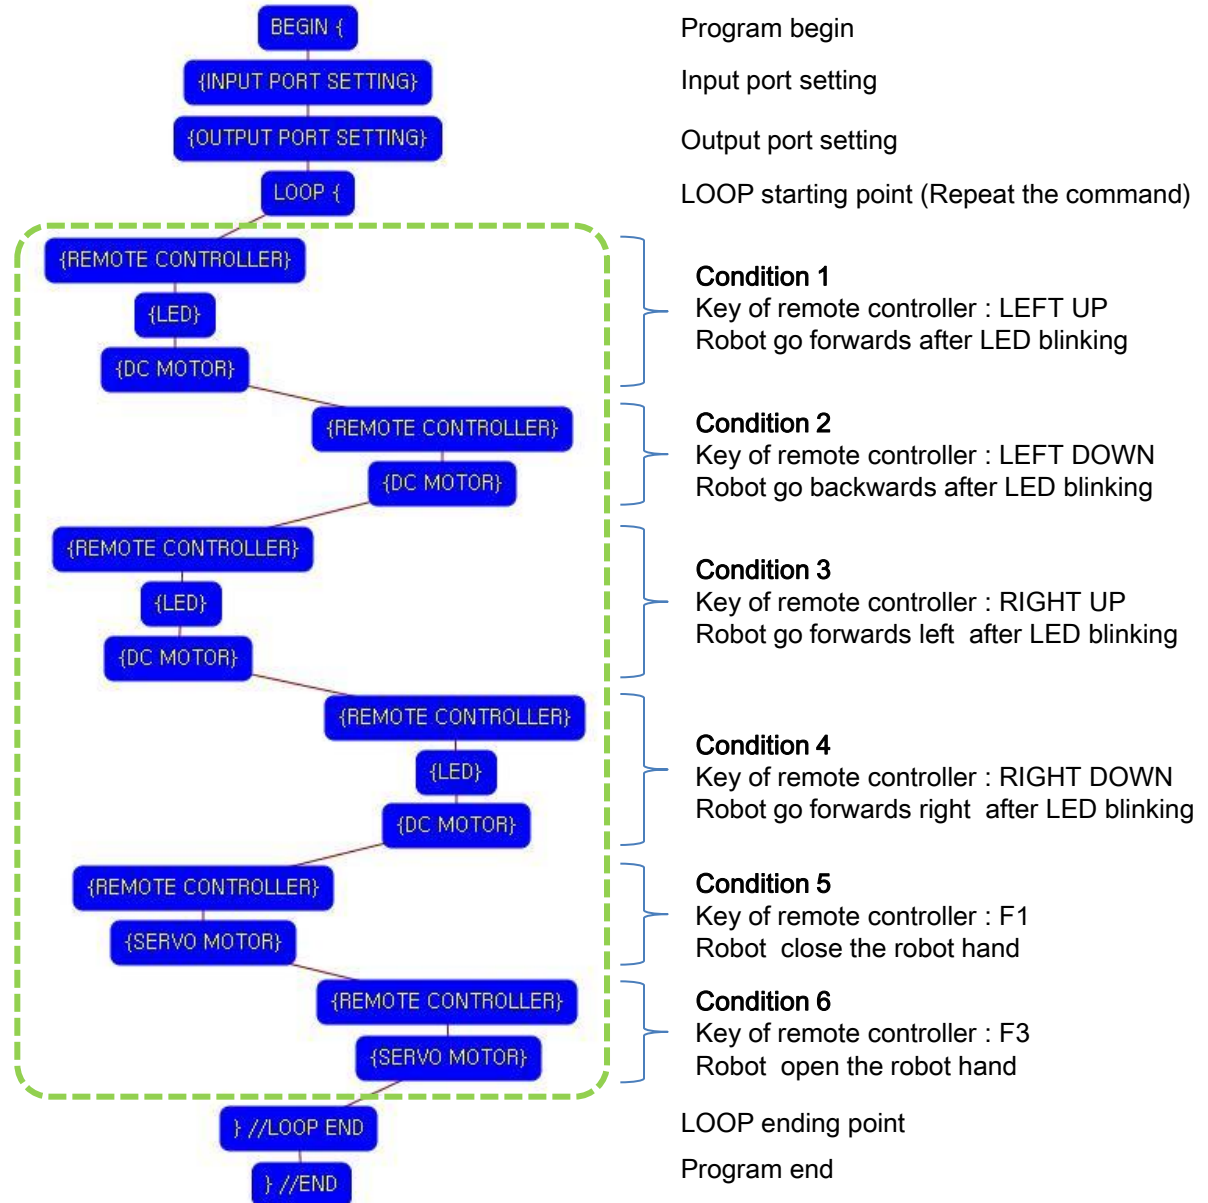 BEGIN {
Program begin
{INPUT PORT SETTING}
Input port setting
{OUTPUT PORT SETTING}
Output port setting
LOOP {
LOOP starting point (Repeat the command)
{REMOTE CONTROLLER}
{LED}
{DC MOTOR}
Condition 1
Key of remote controller : LEFT UP
Robot go forwards after LED blinking
{REMOTE CONTROLLER}
{DC MOTOR}
Condition 2
Key of remote controller : LEFT DOWN
Robot go backwards after LED blinking
{REMOTE CONTROLLER}
{LED}
{DC MOTOR}
Condition 3
Key of remote controller : RIGHT UP
Robot go forwards left  after LED blinking
{REMOTE CONTROLLER}
{LED}
{DC MOTOR}
Condition 4
Key of remote controller : RIGHT DOWN
Robot go forwards right  after LED blinking
{REMOTE CONTROLLER}
{SERVO MOTOR}
Condition 5
Key of remote controller : F1
Robot  close the robot hand
{REMOTE CONTROLLER}
{SERVO MOTOR}
Condition 6
Key of remote controller : F3
Robot  open the robot hand
} //LOOP END
LOOP ending point
} //END
Program end